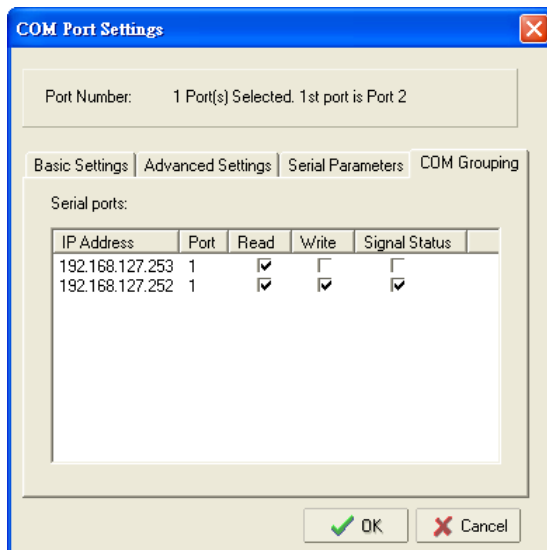 COM Port Settings
Port Number: 1 Port(s) Selected. 1st port is Port 2
Basic Settings Advanced Settings Serial Parameters COM Grouping
Serial ports:
IP Address Port Read Write Signal Status
192.168.127.253 1
192.168.127.252 1
OK Cancel